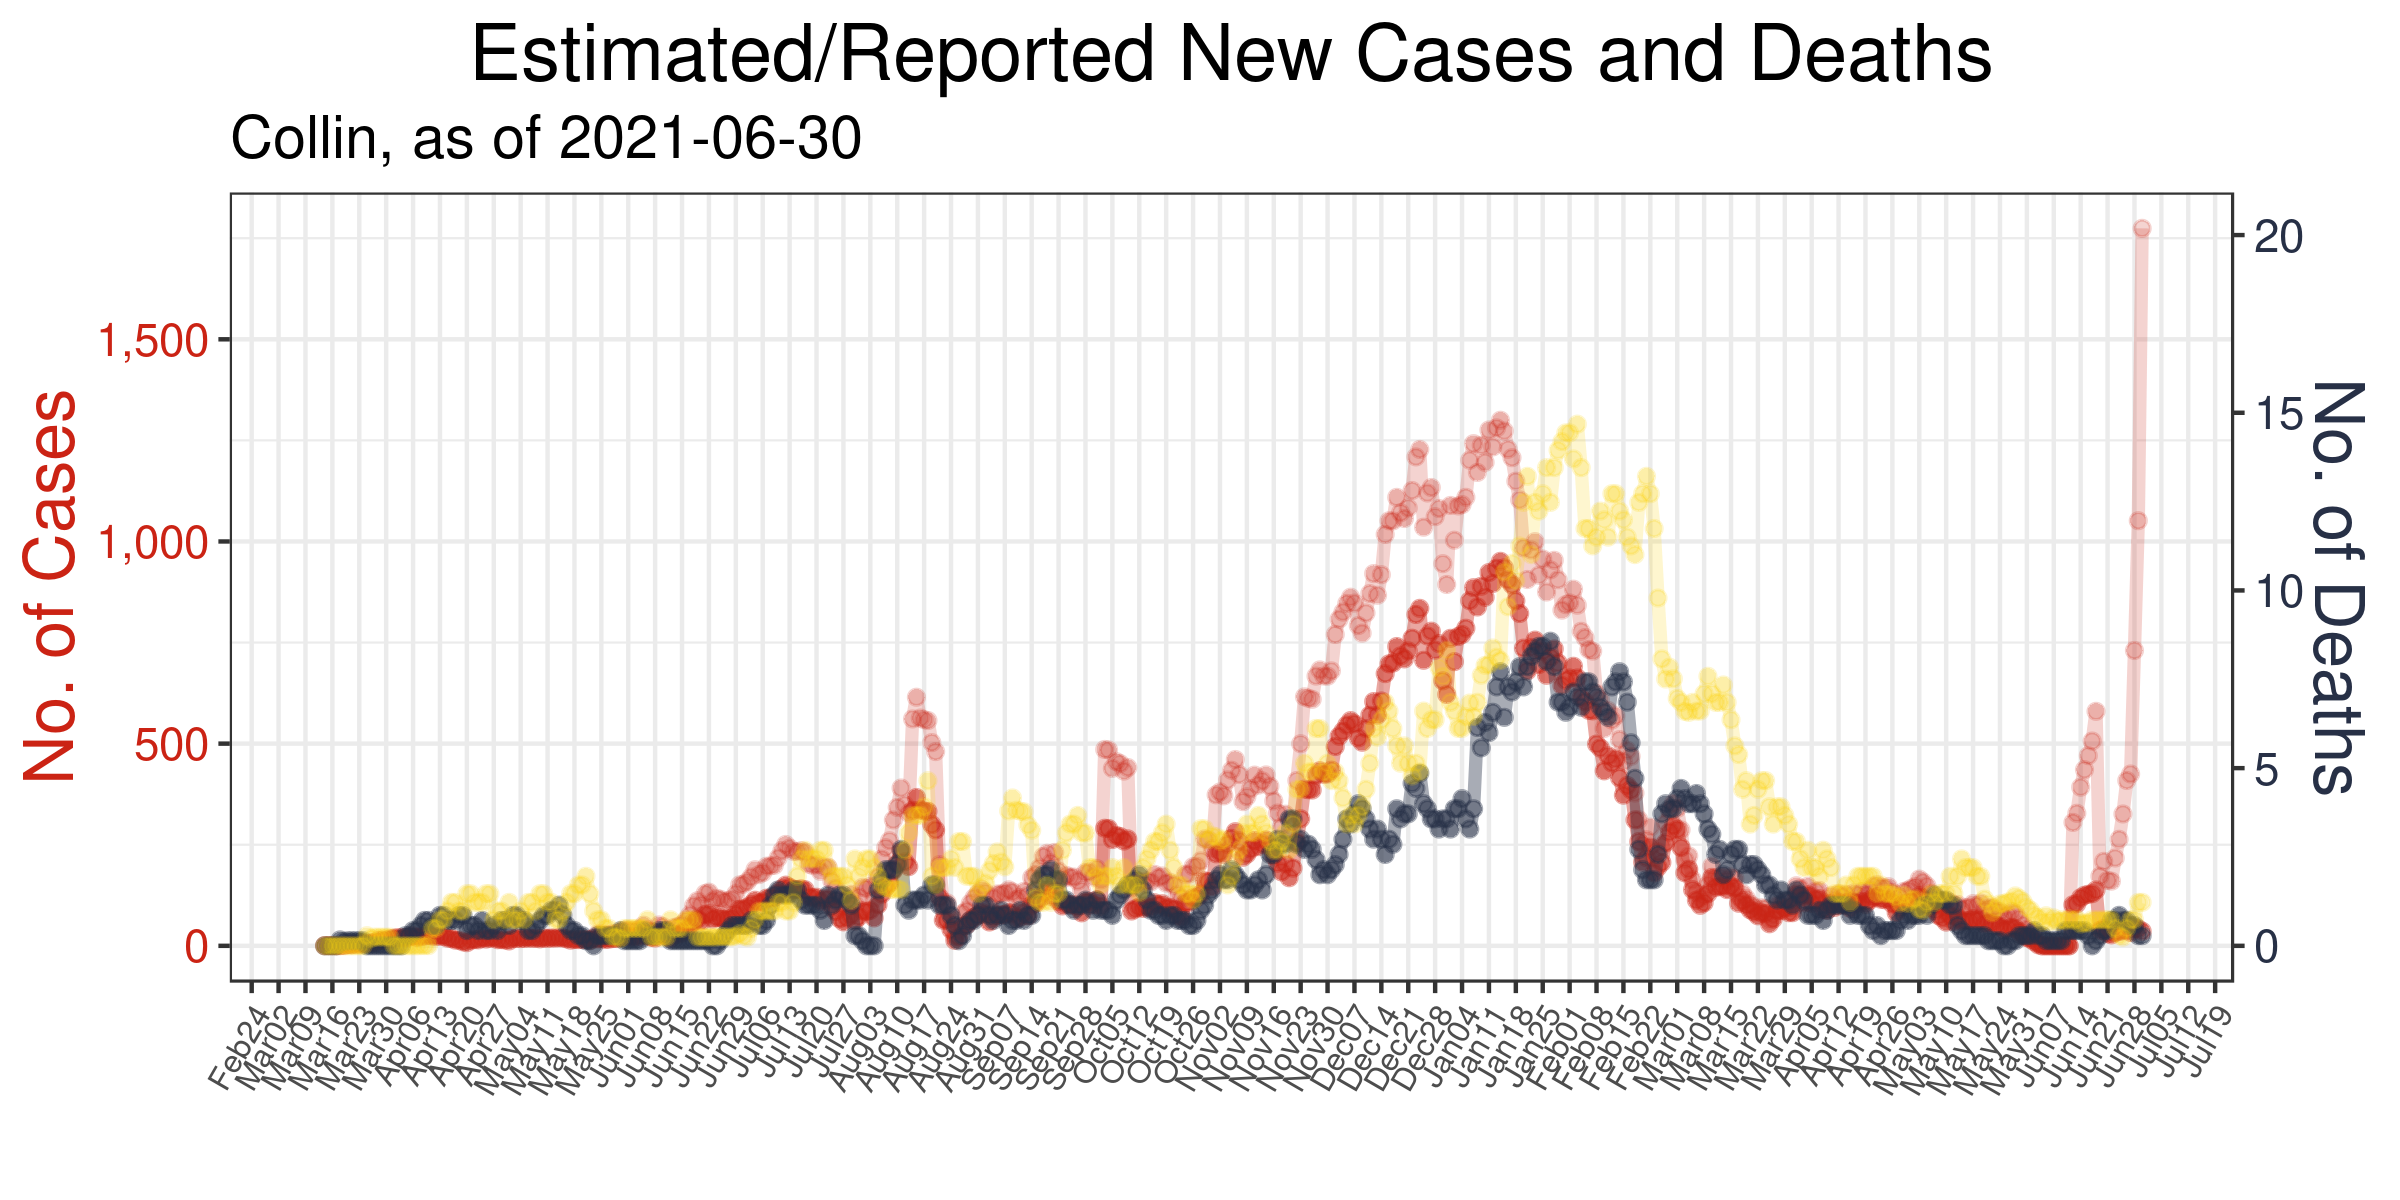 Estimated/Reported New Cases and Deaths
Collin, as of 2021-06-30
No. of Cases
1,500
1,000
500
0
20
15
10
5
0
No. of Deaths
Feb24 Mar02 Mar09 Mar16 Mar23 Mar30 Apr06 Apr13 Apr20 Apr27 May04 May11 May18 May25 Jun01 Jun08 Jun15 Jun22 Jun29 Jul06 Jul13 Jul20 Jul27 Aug03 Aug10 Aug17 Aug24 Aug31 Sep07 Sep14 Sep21 Sep28 Oct05 Oct12 Oct19 Oct26 Nov02 Nov09 Nov16 Nov23 Nov30 Dec07 Dec14 Dec21 Dec28 Jan04 Jan11 Jan18 Jan25 Feb01 Feb08 Feb15 Feb22 Mar01 Mar08 Mar15 Mar22 Mar29 Apr05 Apr12 Apr19 Apr26 May03 May10 May17 May24 May31 Jun07 Jun14 Jun21 Jun28 Jul05 Jul12 Jul19